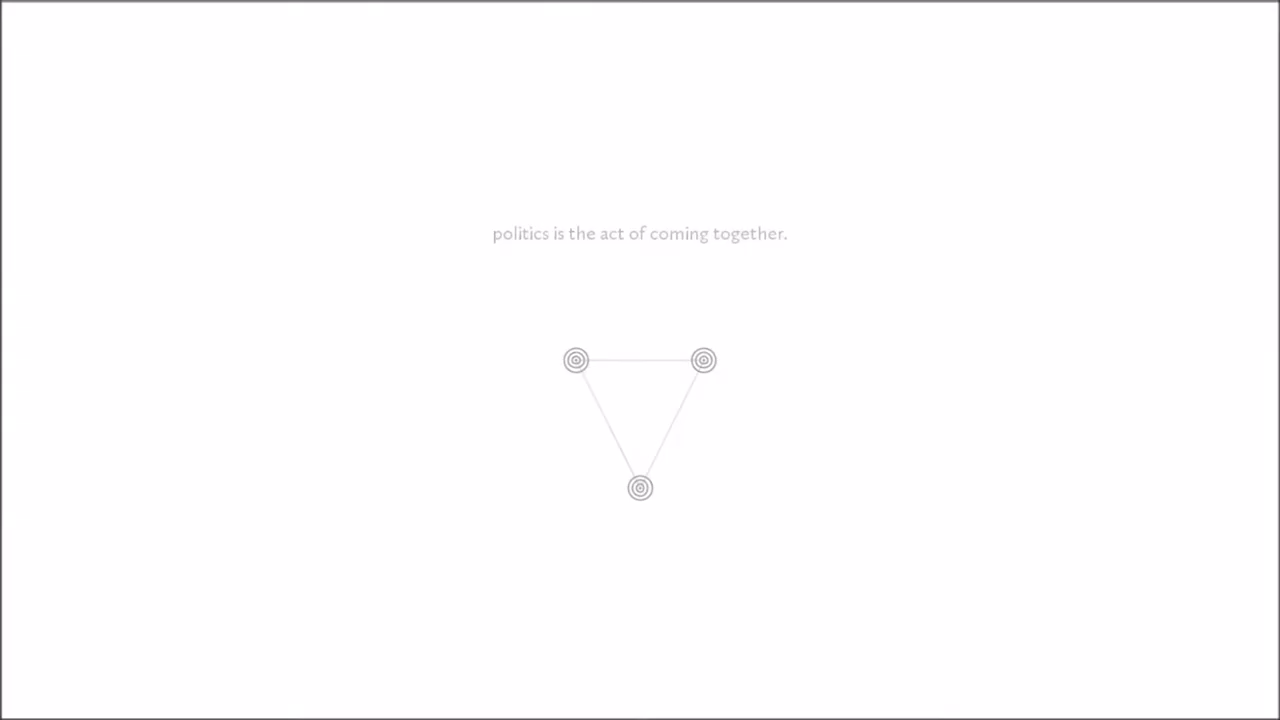 politics is the act of coming together.